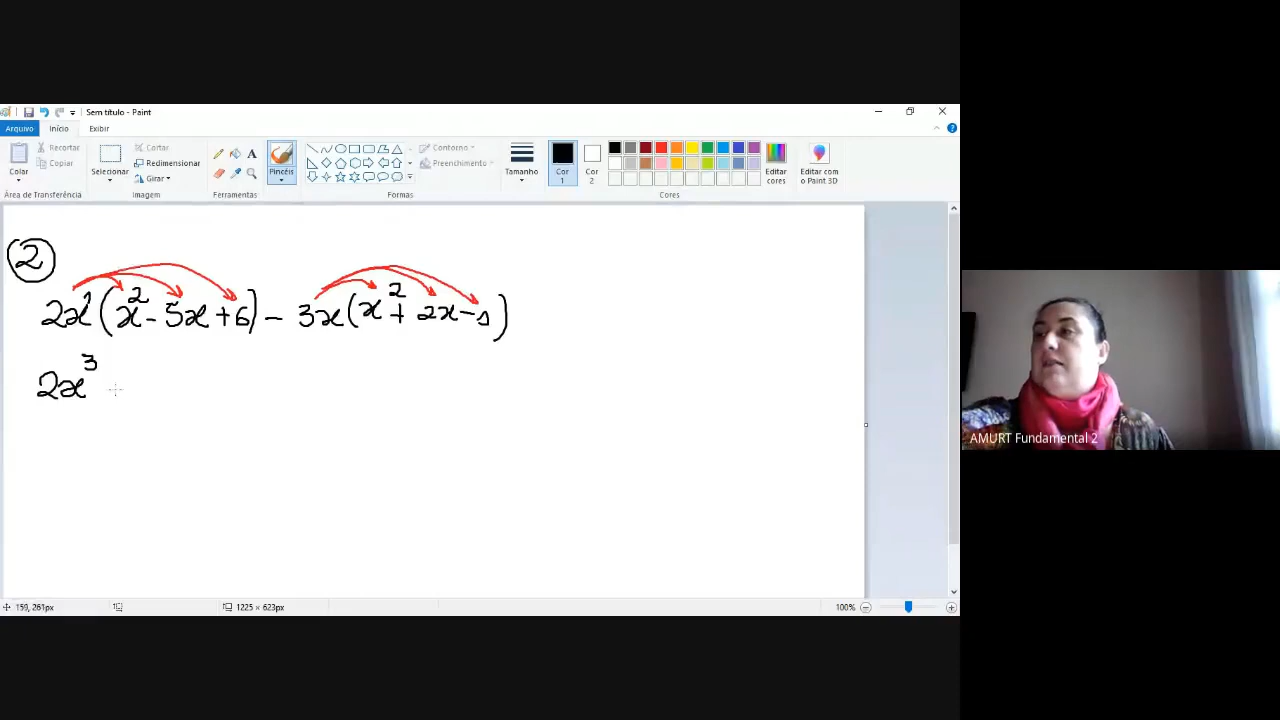 Sem título - Paint
Arquivo Início Exibir
Colar
Recortar
Copiar
Área de Transferência
Selecionar
Redimensionar
Girar
Imagem
A
Ferramentas
Pincéis
Contorno
Preenchimento
Formas
Tamanho
Cor 1
Cor 2
Editar cores
Cores
Editar com o Paint 3D
2
2x¹(x² - 5x + 6) - 3x(x² + 2x - 1)
2x³
AMURT Fundamental 2
159, 261px
1225 × 623px
100%